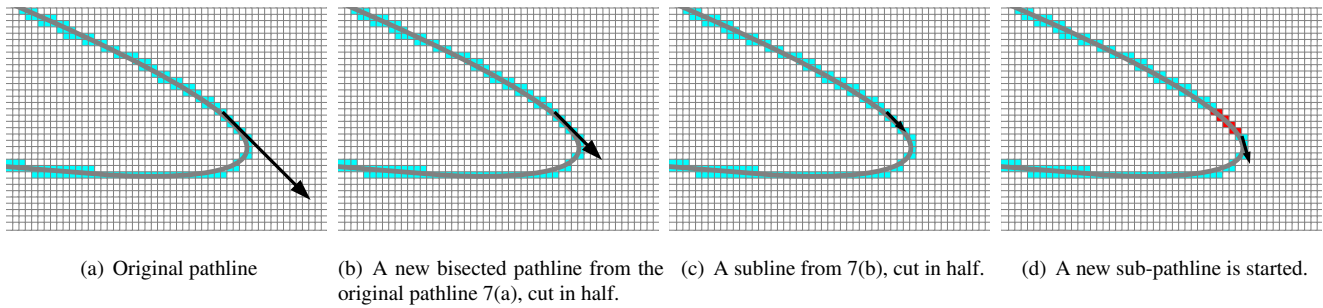 (a) Original pathline
(b) A new bisected pathline from the
original pathline 7(a), cut in half.
(c) A subline from 7(b), cut in half.
(d) A new sub-pathline is started.